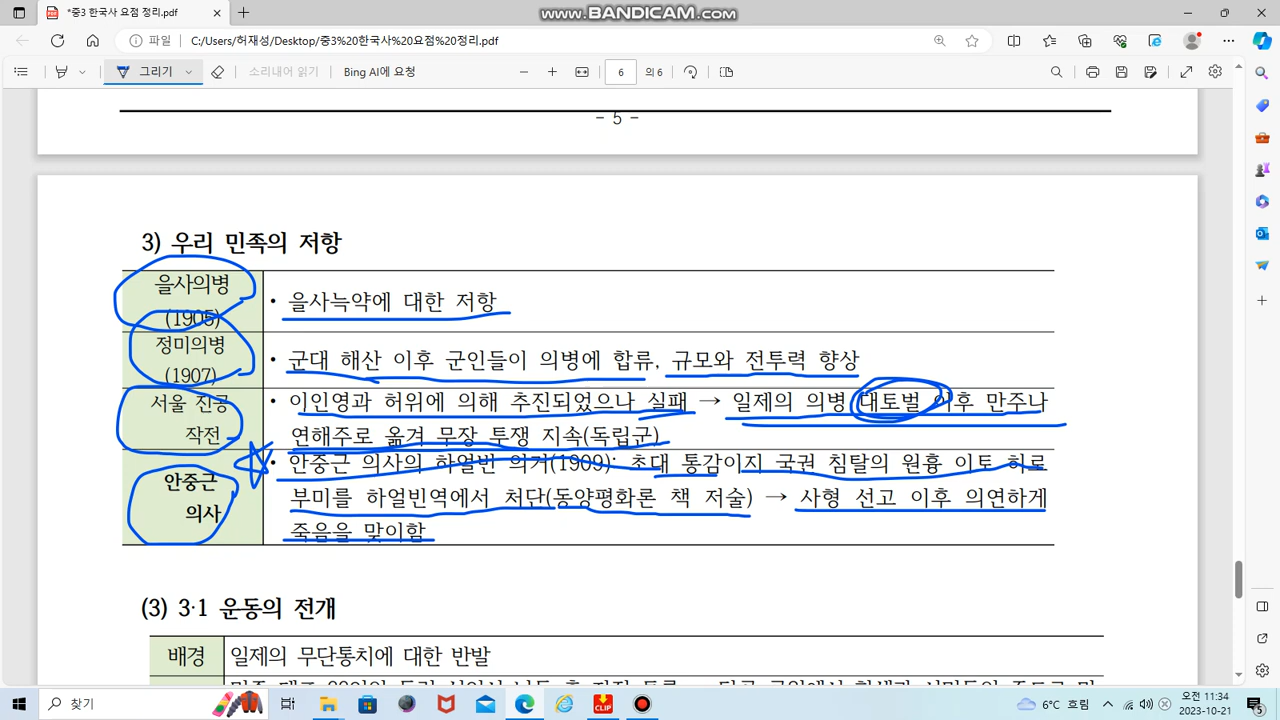 *중3 한국사 요점 정리.pdf
www.BANDICAM.com
파일 C:/Users/허재성/Desktop/중3%20한국사%20요점%20정리.pdf
그리기 소리내어 읽기 Bing AI에 요청 6 의 6
- 5 -
3) 우리 민족의 저항
을사의병
(1905)
• 을사늑약에 대한 저항
정미의병
(1907)
• 군대 해산 이후 군인들이 의병에 합류, 규모와 전투력 향상
서울 진공
작전
• 이인영과 허위에 의해 추진되었으나 실패 → 일제의 의병 대토벌 이후 만주나
연해주로 옮겨 무장 투쟁 지속(독립군)
안중근
의사
• 안중근 의사의 하얼빈 의거(1909): 초대 통감이지 국권 침탈의 원흉 이토 히로
부미를 하얼빈역에서 처단(동양평화론 책 저술) → 사형 선고 이후 의연하게
죽음을 맞이함
(3) 3·1 운동의 전개
배경 일제의 무단통치에 대한 반발
찾기
CLIP
6°C 흐림
오전 11:34
2023-10-21
5